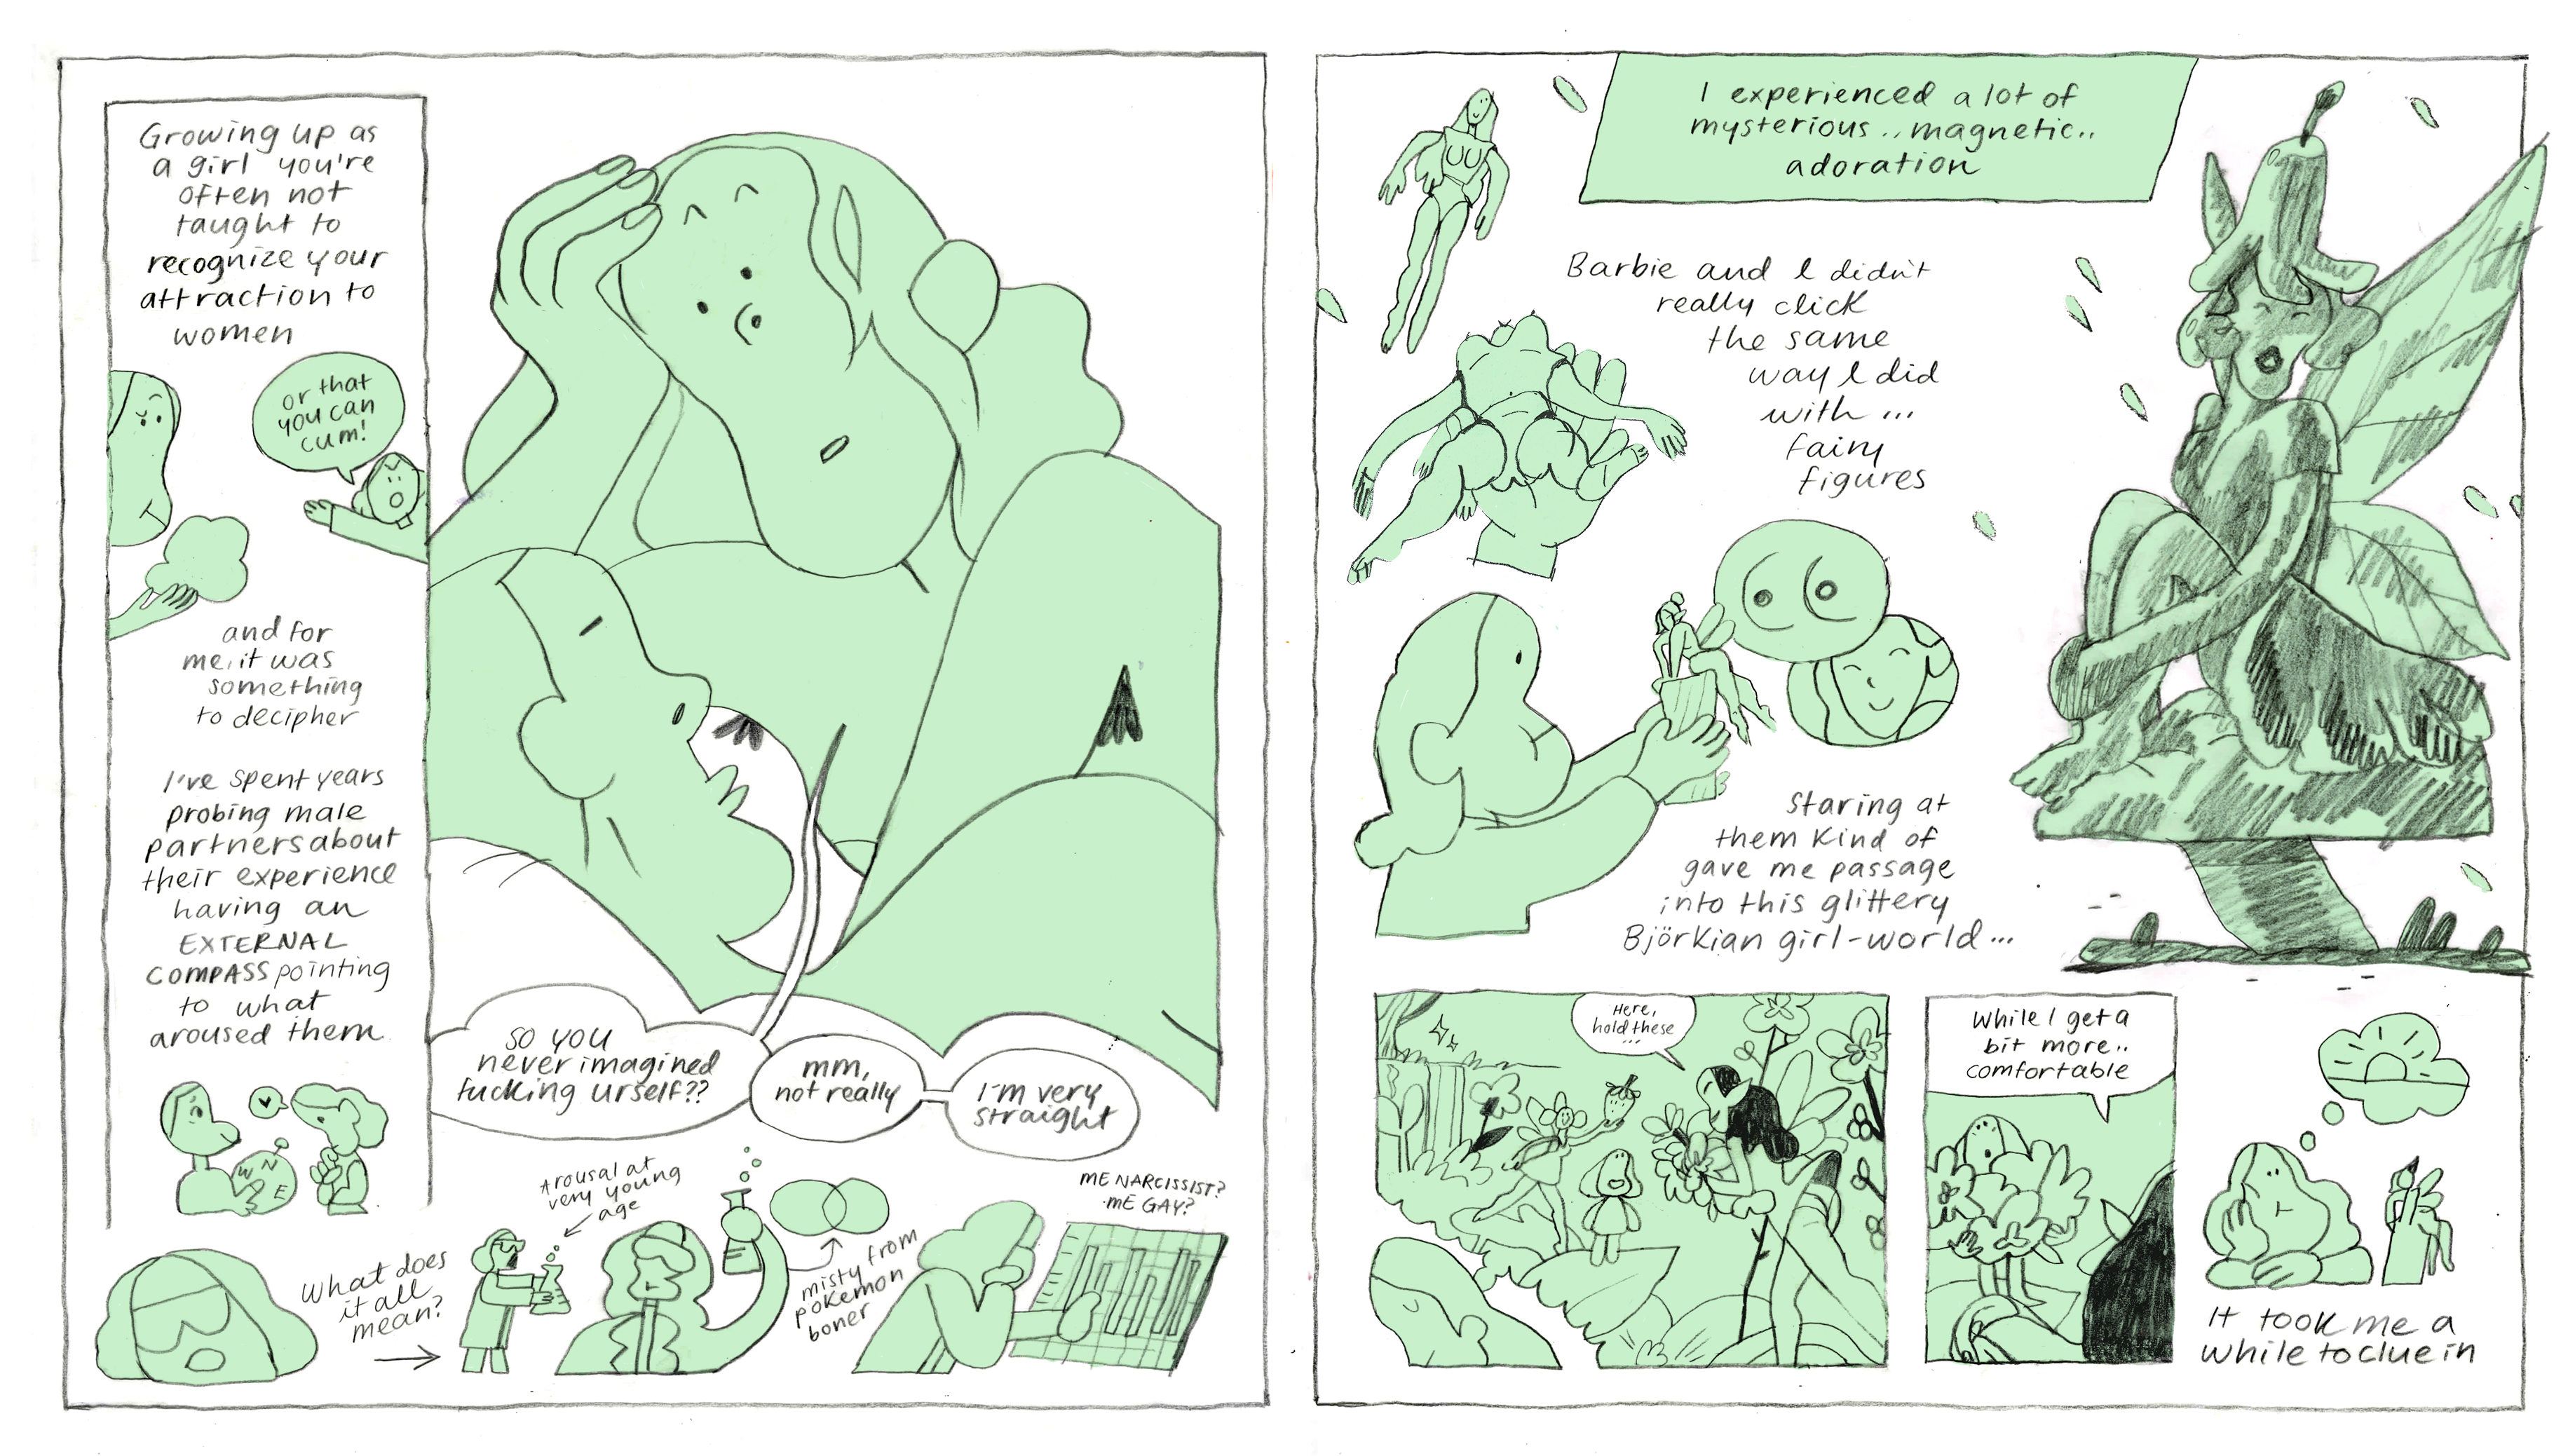 Growing up as
a girl you're
often not
taught to
recognize your
attraction to
women
or that
you can
cum!
and for
me, it was
something
to decipher
I've spent years
probing male
partners about
their experience
having an
EXTERNAL
COMPASS pointing
to what
aroused them
W N
E
SO YOU
never imagined
fucking urself??
mm,
not really
I'm very
straight
What does
it all
mean?
Arousal at
very young
age
misty from
pokemon
boner
ME NARCISSIST?
ME GAY?
I experienced a lot of
mysterious.. magnetic..
adoration
Barbie and I didn't
really click
the same
way I did
with ...
fairy
figures
Staring at
them kind of
gave me passage
into this glittery
Björkian girl-world...
Here,
hold these
...
While I get a
bit more..
comfortable
It took me a
while to clue in